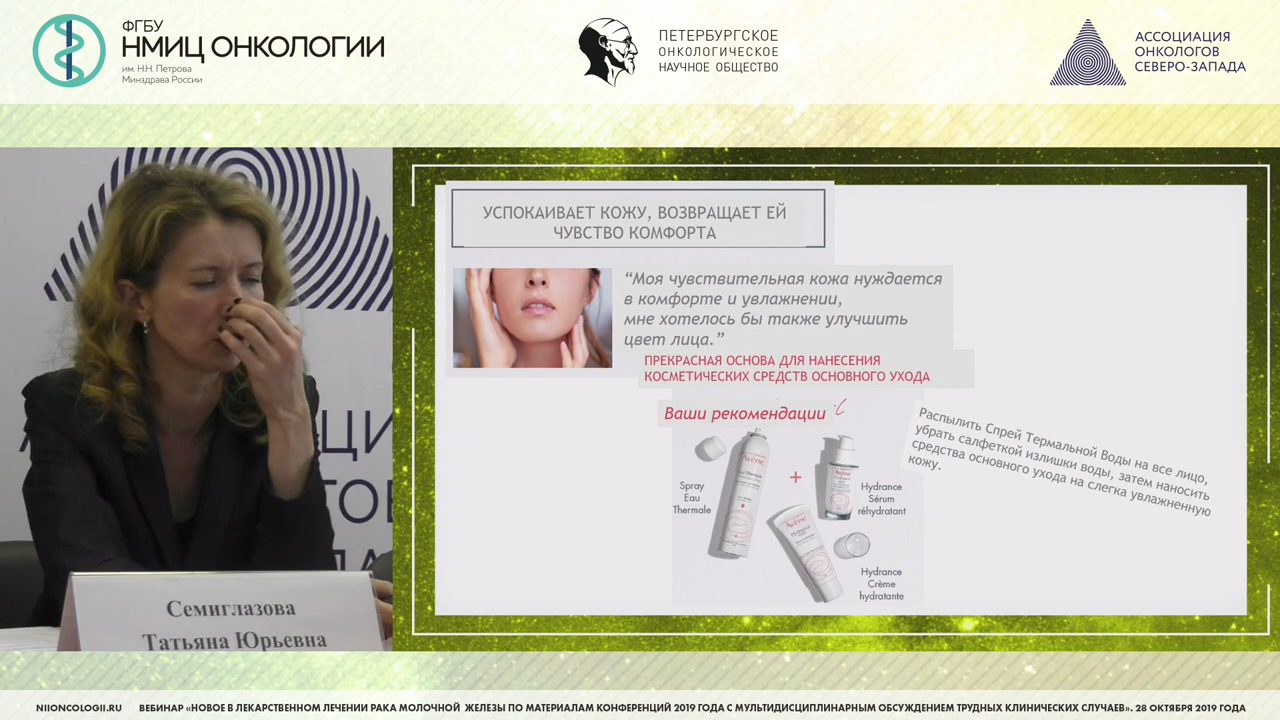 ФГБУ
НМИЦ ОНКОЛОГИИ
им. Н.Н. Петрова
Минздрава России
ПЕТЕРБУРГСКОЕ
ОНКОЛОГИЧЕСКОЕ
НАУЧНОЕ ОБЩЕСТВО
АССОЦИАЦИЯ
ОНКОЛОГОВ
СЕВЕРО-ЗАПАДА
УСПОКАИВАЕТ КОЖУ, ВОЗВРАЩАЕТ ЕЙ
ЧУВСТВО КОМФОРТА
“Моя чувствительная кожа нуждается
в комфорте и увлажнении,
мне хотелось бы также улучшить
цвет лица.”
ПРЕКРАСНАЯ ОСНОВА ДЛЯ НАНЕСЕНИЯ
КОСМЕТИЧЕСКИХ СРЕДСТВ ОСНОВНОГО УХОДА
Ваши рекомендации
Распылить Спрей Термальной Воды на все лицо,
убрать салфеткой излишки воды, затем наносить
средства основного ухода на слегка увлажненную
кожу.
Spray
Eau
Thermale
Avène
+
Avène
Hydrance
Sérum
réhydratant
Avène
Hydrance
Hydrance
Crème
hydratante
Семиглазова
Татьяна Юрьевна
NIIONCOLOGII.RU ВЕБИНАР «НОВОЕ В ЛЕКАРСТВЕННОМ ЛЕЧЕНИИ РАКА МОЛОЧНОЙ ЖЕЛЕЗЫ ПО МАТЕРИАЛАМ КОНФЕРЕНЦИЙ 2019 ГОДА С МУЛЬТИДИСЦИПЛИНАРНЫМ ОБСУЖДЕНИЕМ ТРУДНЫХ КЛИНИЧЕСКИХ СЛУЧАЕВ». 28 ОКТЯБРЯ 2019 ГОДА